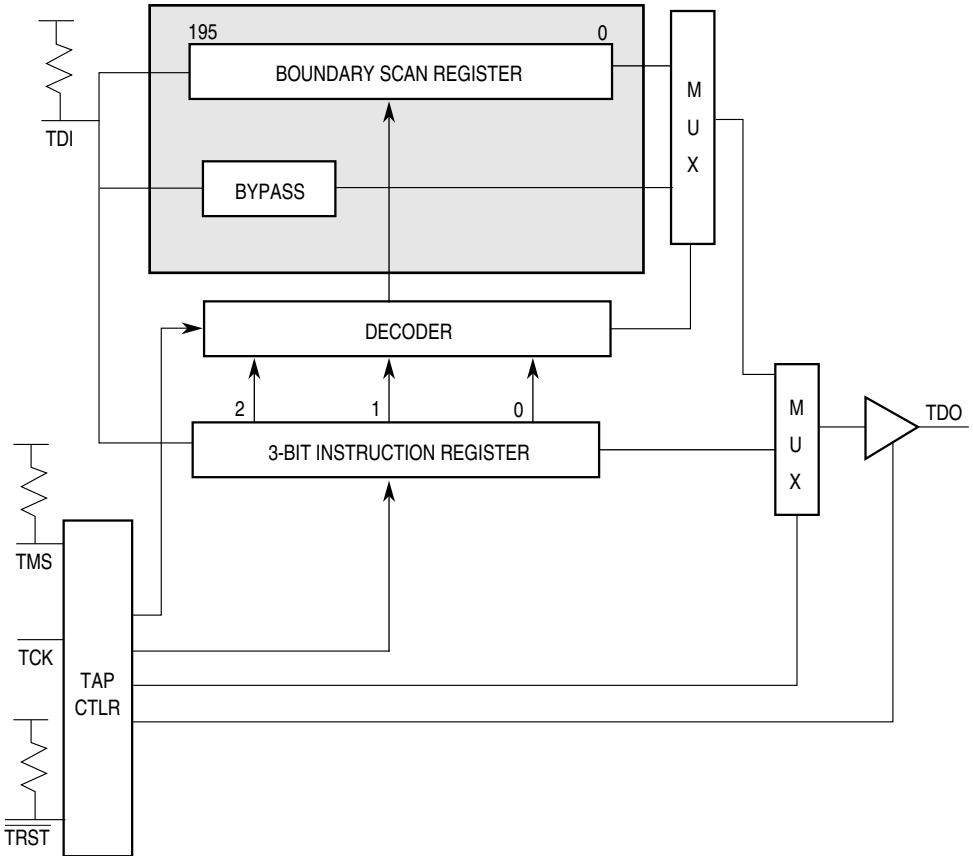 195 0
BOUNDARY SCAN REGISTER
M
U
X
TDI
BYPASS
DECODER
2 1 0
3-BIT INSTRUCTION REGISTER
M
U
X
TDO
TMS
TCK
TAP
CTLR
TRST